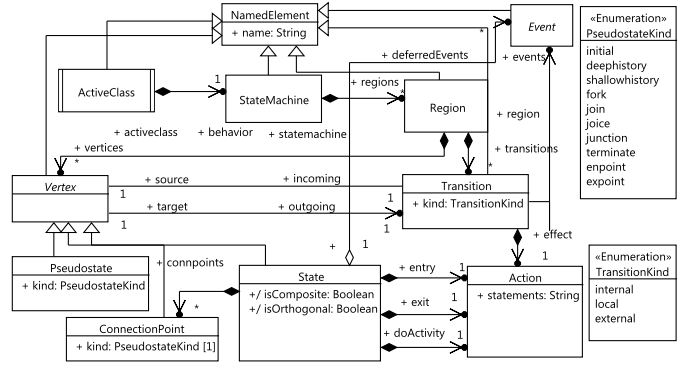 NamedElement
+ name: String
Event
«Enumeration»
PseudostateKind
initial
deephistory
shallowhistory
fork
join
joice
junction
terminate
enpoint
expoint
*
+ deferredEvents
+ events
ActiveClass
1
StateMachine
+ regions
*
Region
+ region
+ activeclass
+ behavior
+ statemachine
+ vertices
*
+ transitions
*
Vertex
+ source
+ incoming
1
1
Transition
+ kind: TransitionKind
+ target
+ outgoing
1
1
+ effect
+
1
1
Pseudostate
+ kind: PseudostateKind
+ connpoints
*
State
+/ isComposite: Boolean
+/ isOrthogonal: Boolean
+ entry
1
+ exit
1
+ doActivity
1
Action
+ statements: String
«Enumeration»
TransitionKind
internal
local
external
ConnectionPoint
+ kind: PseudostateKind [1]